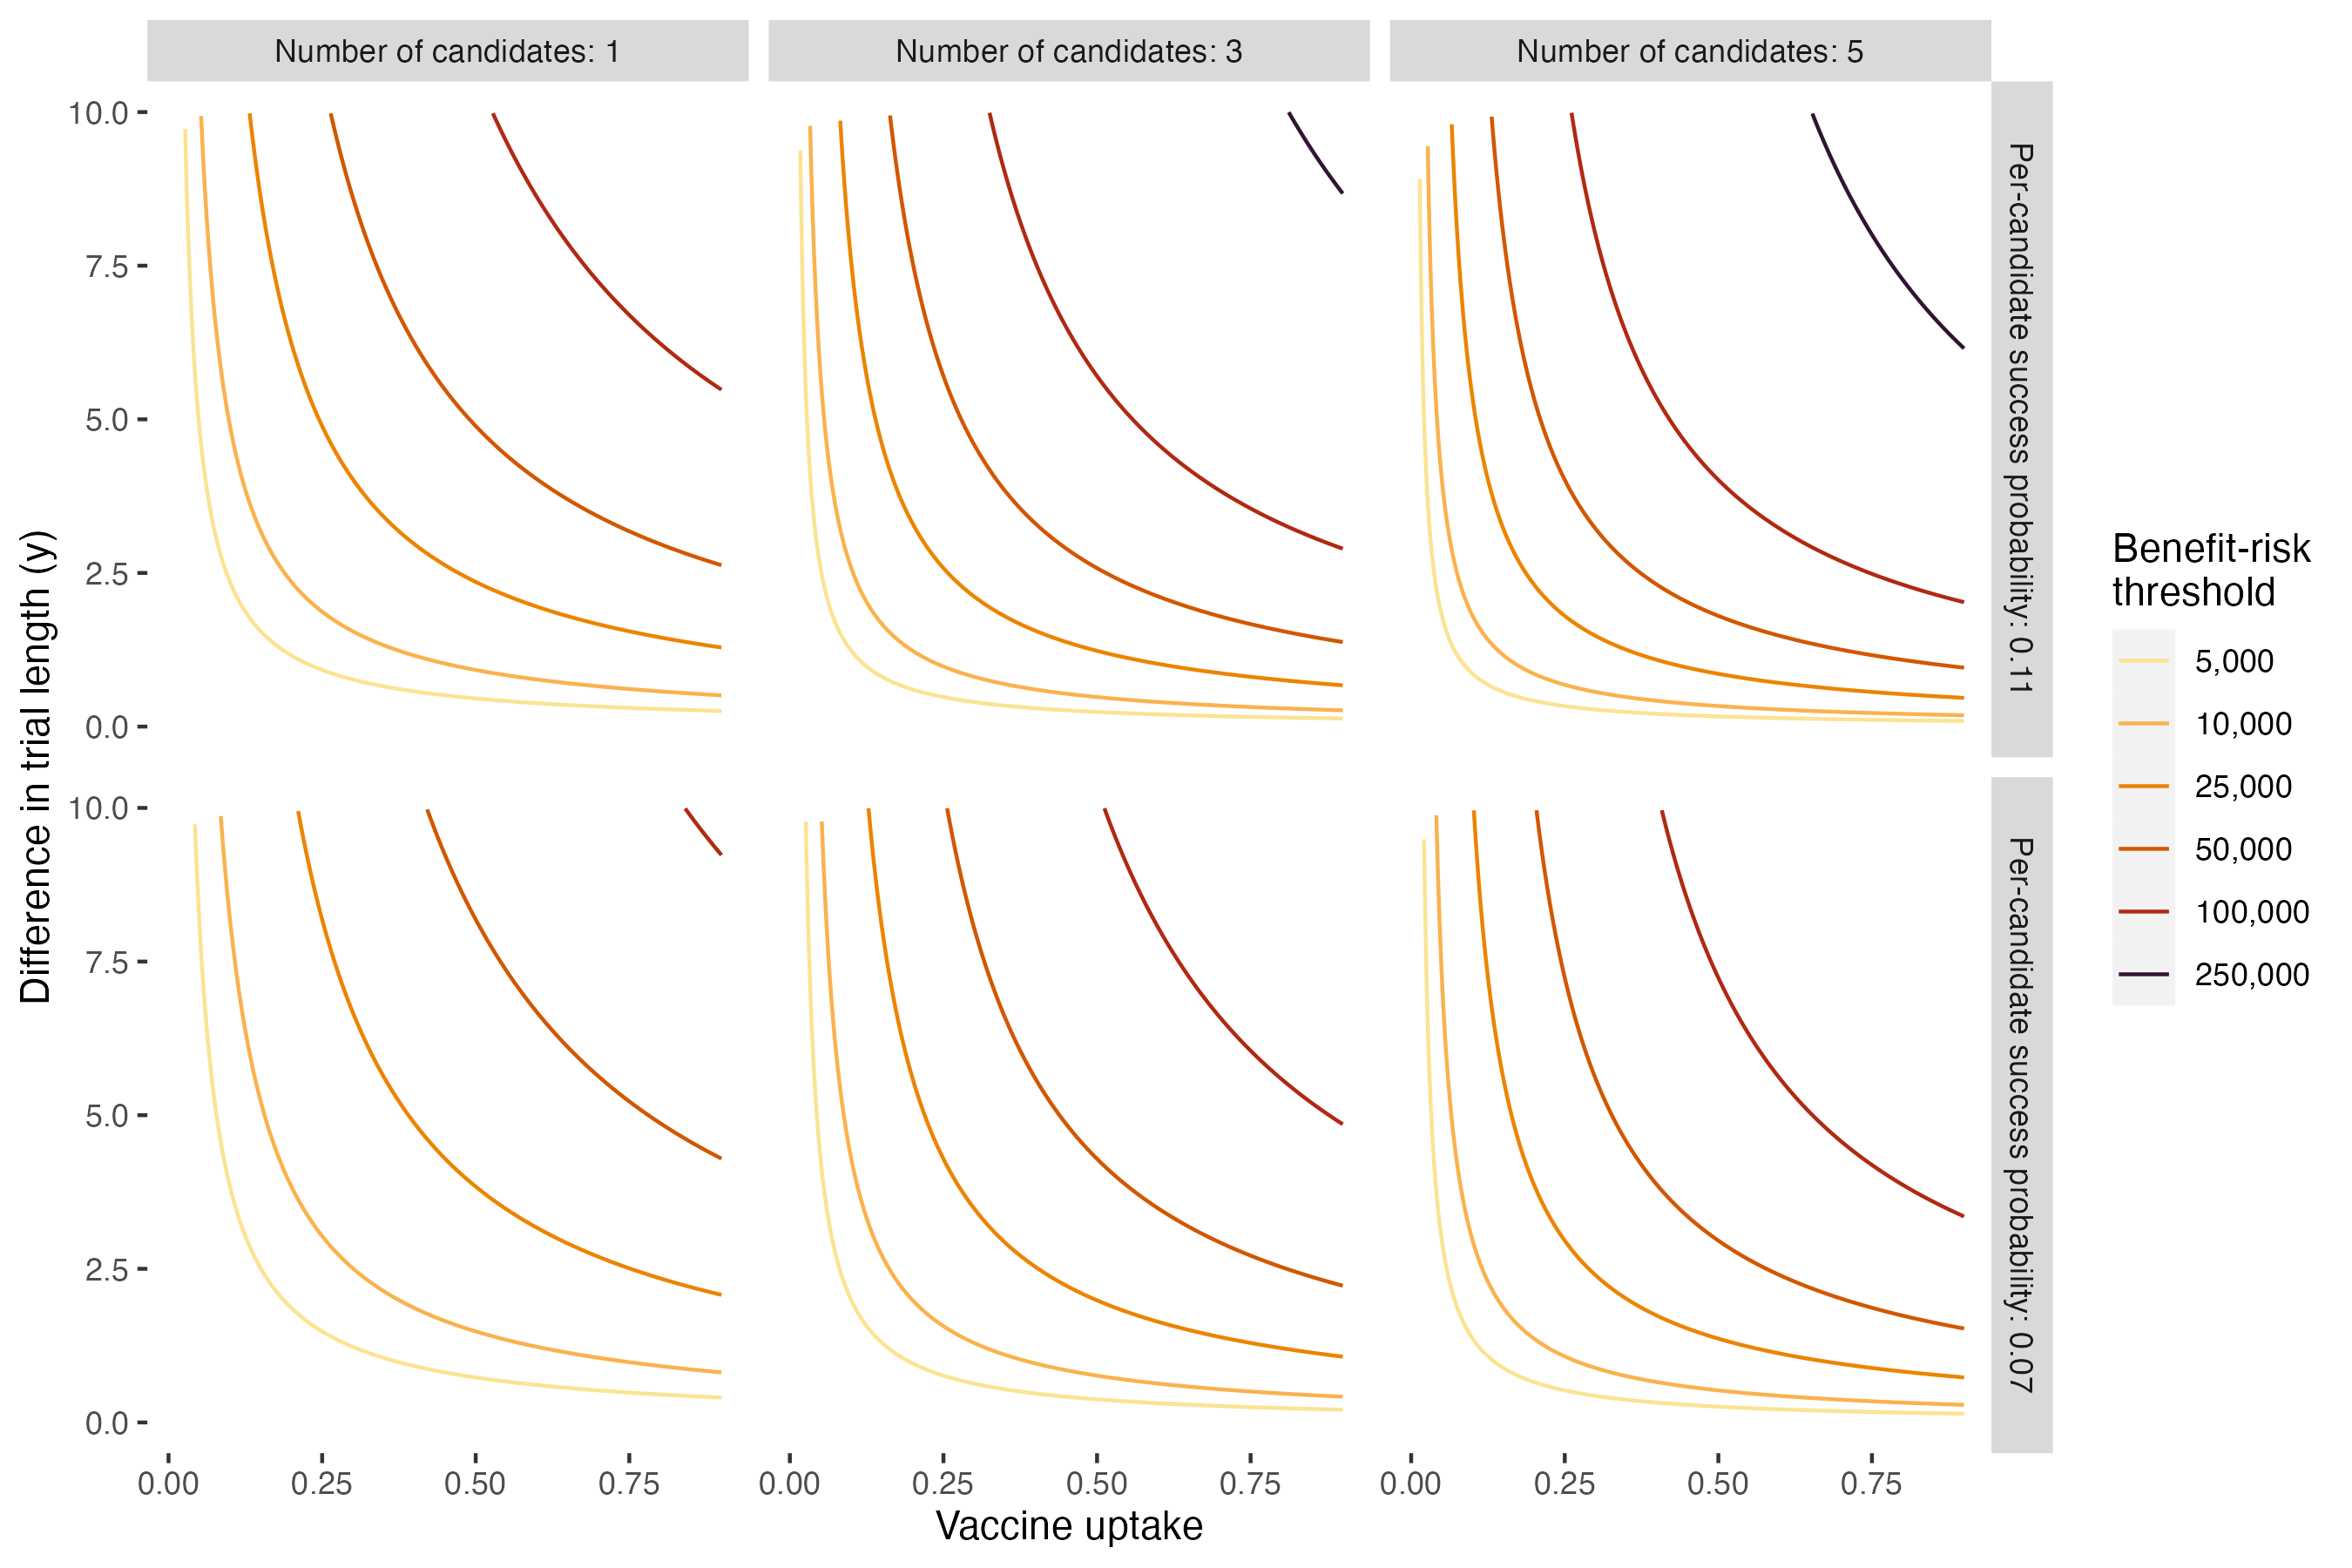 Number of candidates: 1
Number of candidates: 3
Number of candidates: 5
10.0
7.5
5.0
2.5
0.0
Per-candidate success probability: 0.11
10.0
7.5
5.0
2.5
0.0
Per-candidate success probability: 0.07
Difference in trial length (y)
0.00 0.25 0.50 0.75
0.00 0.25 0.50 0.75
0.00 0.25 0.50 0.75
Vaccine uptake
Benefit-risk
threshold
5,000
10,000
25,000
50,000
100,000
250,000